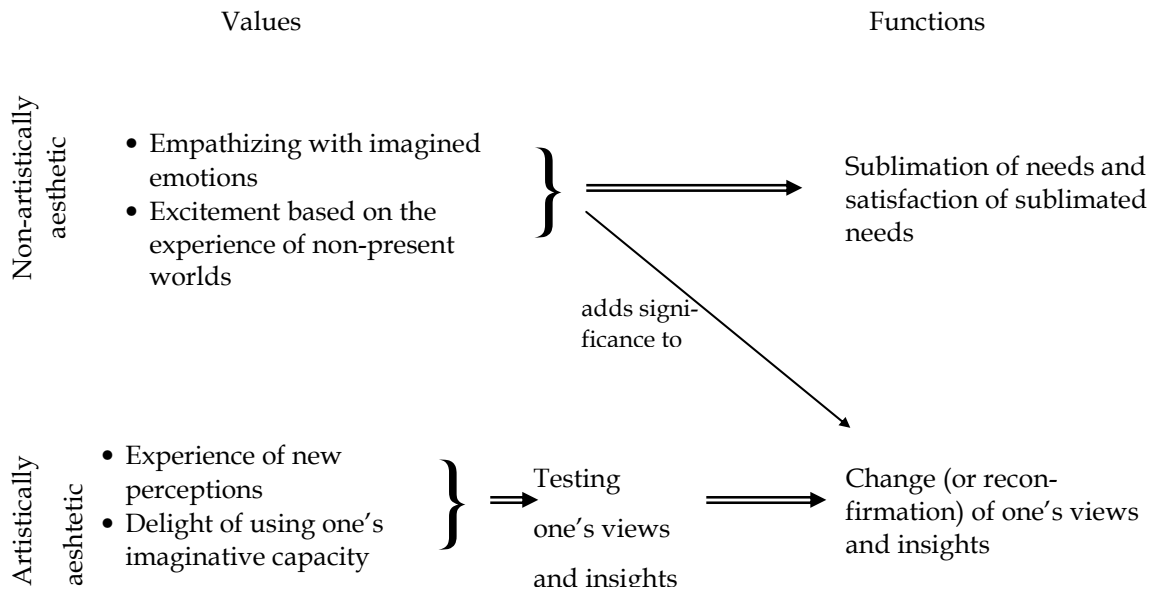 Values
Functions
Non-artistically
aesthetic
• Empathizing with imagined
emotions
• Excitement based on the
experience of non-present
worlds
}
Sublimation of needs and
satisfaction of sublimated
needs
adds signi-
ficance to
Artistically
aeshtetic
• Experience of new
perceptions
• Delight of using one’s
imaginative capacity
}
Testing
one’s views
and insights
Change (or recon-
firmation) of one’s views
and insights